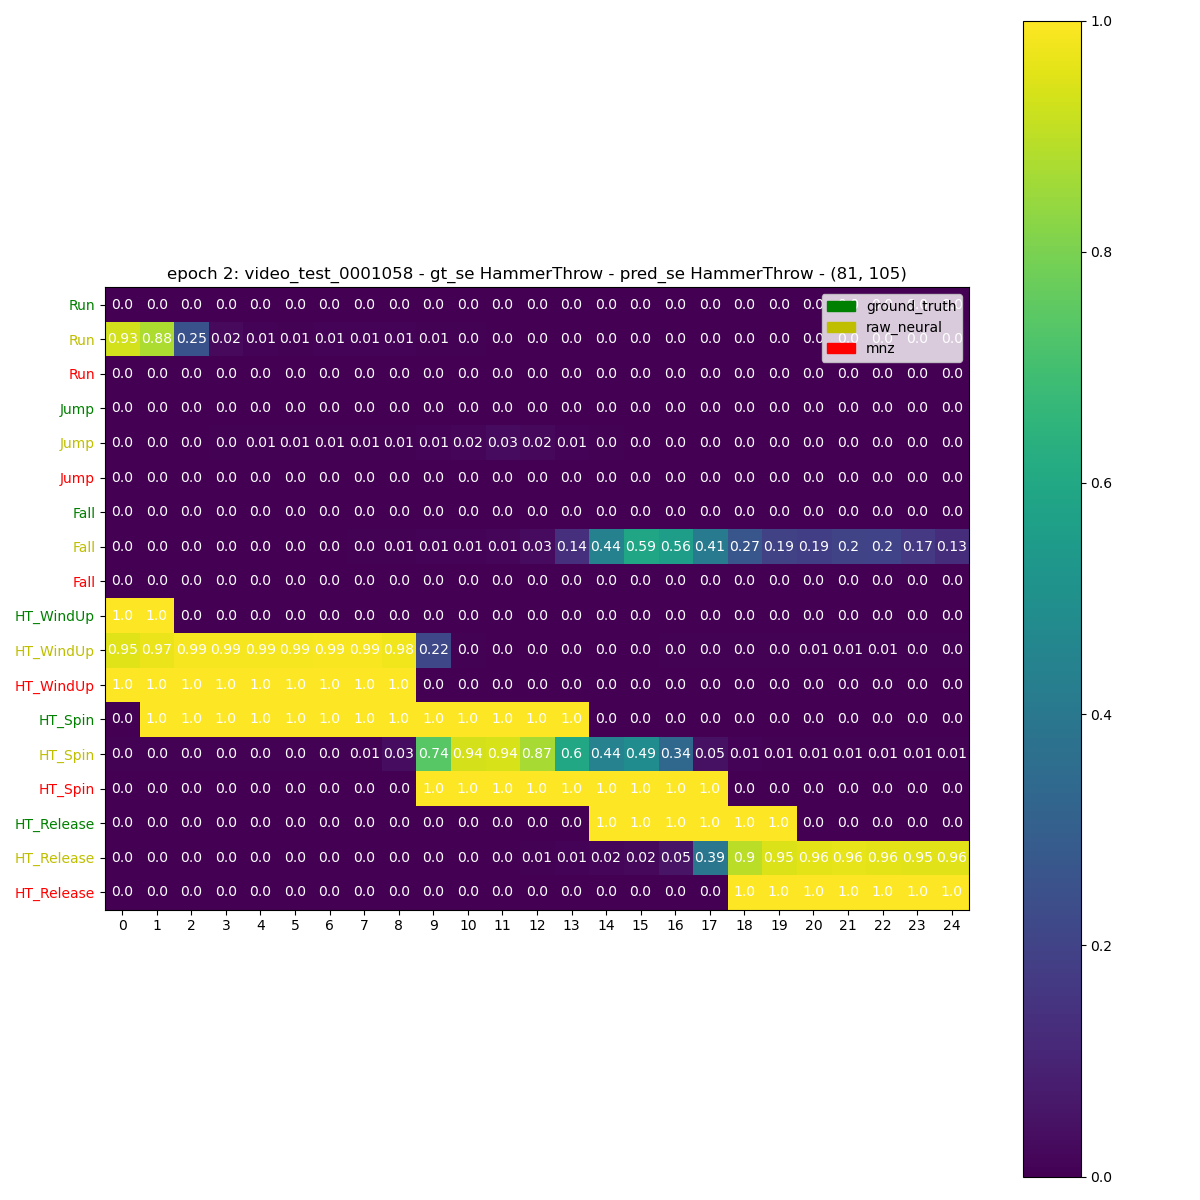 epoch 2: video_test_0001058 - gt_se HammerThrow - pred_se HammerThrow - (81, 105)
Run 0.0 0.0 0.0 0.0 0.0 0.0 0.0 0.0 0.0 0.0 0.0 0.0 0.0 0.0 0.0 0.0 0.0 0.0 0.0 0.0 0.0 0.0 0.0 0.0 0.0
Run 0.93 0.88 0.25 0.02 0.01 0.01 0.01 0.01 0.01 0.01 0.0 0.0 0.0 0.0 0.0 0.0 0.0 0.0 0.0 0.0 0.0 0.0 0.0 0.0 0.0
Run 0.0 0.0 0.0 0.0 0.0 0.0 0.0 0.0 0.0 0.0 0.0 0.0 0.0 0.0 0.0 0.0 0.0 0.0 0.0 0.0 0.0 0.0 0.0 0.0 0.0
Jump 0.0 0.0 0.0 0.0 0.0 0.0 0.0 0.0 0.0 0.0 0.0 0.0 0.0 0.0 0.0 0.0 0.0 0.0 0.0 0.0 0.0 0.0 0.0 0.0 0.0
Jump 0.0 0.0 0.0 0.0 0.01 0.01 0.01 0.01 0.01 0.01 0.02 0.03 0.02 0.01 0.0 0.0 0.0 0.0 0.0 0.0 0.0 0.0 0.0 0.0 0.0
Jump 0.0 0.0 0.0 0.0 0.0 0.0 0.0 0.0 0.0 0.0 0.0 0.0 0.0 0.0 0.0 0.0 0.0 0.0 0.0 0.0 0.0 0.0 0.0 0.0 0.0
Fall 0.0 0.0 0.0 0.0 0.0 0.0 0.0 0.0 0.0 0.0 0.0 0.0 0.0 0.0 0.0 0.0 0.0 0.0 0.0 0.0 0.0 0.0 0.0 0.0 0.0
Fall 0.0 0.0 0.0 0.0 0.0 0.0 0.0 0.0 0.01 0.01 0.01 0.01 0.03 0.14 0.44 0.59 0.56 0.41 0.27 0.19 0.19 0.2 0.2 0.17 0.13
Fall 0.0 0.0 0.0 0.0 0.0 0.0 0.0 0.0 0.0 0.0 0.0 0.0 0.0 0.0 0.0 0.0 0.0 0.0 0.0 0.0 0.0 0.0 0.0 0.0 0.0
HT_WindUp 1.0 1.0 0.0 0.0 0.0 0.0 0.0 0.0 0.0 0.0 0.0 0.0 0.0 0.0 0.0 0.0 0.0 0.0 0.0 0.0 0.0 0.0 0.0 0.0 0.0
HT_WindUp 0.95 0.97 0.99 0.99 0.99 0.99 0.99 0.99 0.98 0.22 0.0 0.0 0.0 0.0 0.0 0.0 0.0 0.0 0.0 0.0 0.01 0.01 0.01 0.0 0.0
HT_WindUp 1.0 1.0 1.0 1.0 1.0 1.0 1.0 1.0 1.0 0.0 0.0 0.0 0.0 0.0 0.0 0.0 0.0 0.0 0.0 0.0 0.0 0.0 0.0 0.0 0.0
HT_Spin 0.0 1.0 1.0 1.0 1.0 1.0 1.0 1.0 1.0 1.0 1.0 1.0 1.0 1.0 0.0 0.0 0.0 0.0 0.0 0.0 0.0 0.0 0.0 0.0 0.0
HT_Spin 0.0 0.0 0.0 0.0 0.0 0.0 0.0 0.01 0.03 0.74 0.94 0.94 0.87 0.6 0.44 0.49 0.34 0.05 0.01 0.01 0.01 0.01 0.01 0.01 0.01
HT_Spin 0.0 0.0 0.0 0.0 0.0 0.0 0.0 0.0 0.0 1.0 1.0 1.0 1.0 1.0 1.0 1.0 1.0 1.0 0.0 0.0 0.0 0.0 0.0 0.0 0.0
HT_Release 0.0 0.0 0.0 0.0 0.0 0.0 0.0 0.0 0.0 0.0 0.0 0.0 0.0 0.0 1.0 1.0 1.0 1.0 1.0 1.0 0.0 0.0 0.0 0.0 0.0
HT_Release 0.0 0.0 0.0 0.0 0.0 0.0 0.0 0.0 0.0 0.0 0.0 0.0 0.01 0.01 0.02 0.02 0.05 0.39 0.9 0.95 0.96 0.96 0.96 0.95 0.96
HT_Release 0.0 0.0 0.0 0.0 0.0 0.0 0.0 0.0 0.0 0.0 0.0 0.0 0.0 0.0 0.0 0.0 0.0 0.0 1.0 1.0 1.0 1.0 1.0 1.0 1.0
0 1 2 3 4 5 6 7 8 9 10 11 12 13 14 15 16 17 18 19 20 21 22 23 24
ground_truth
raw_neural
mnz
1.0
0.8
0.6
0.4
0.2
0.0